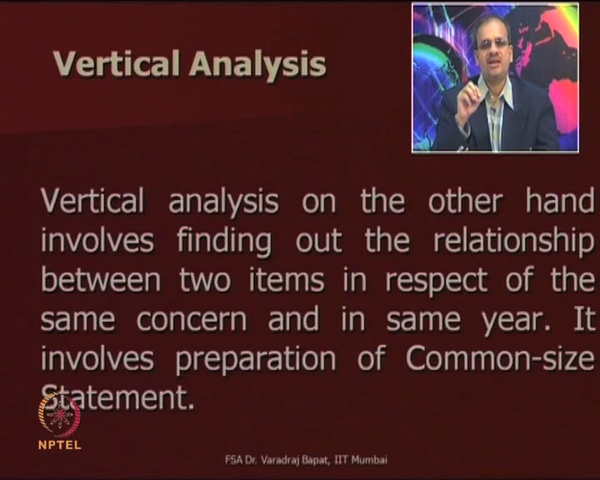 Vertical Analysis
Vertical analysis on the other hand
involves finding out the relationship
between two items in respect of the
same concern and in same year. It
involves preparation of Common-size
Statement.
NPTEL
FSA Dr. Varadraj Bapat, IIT Mumbai